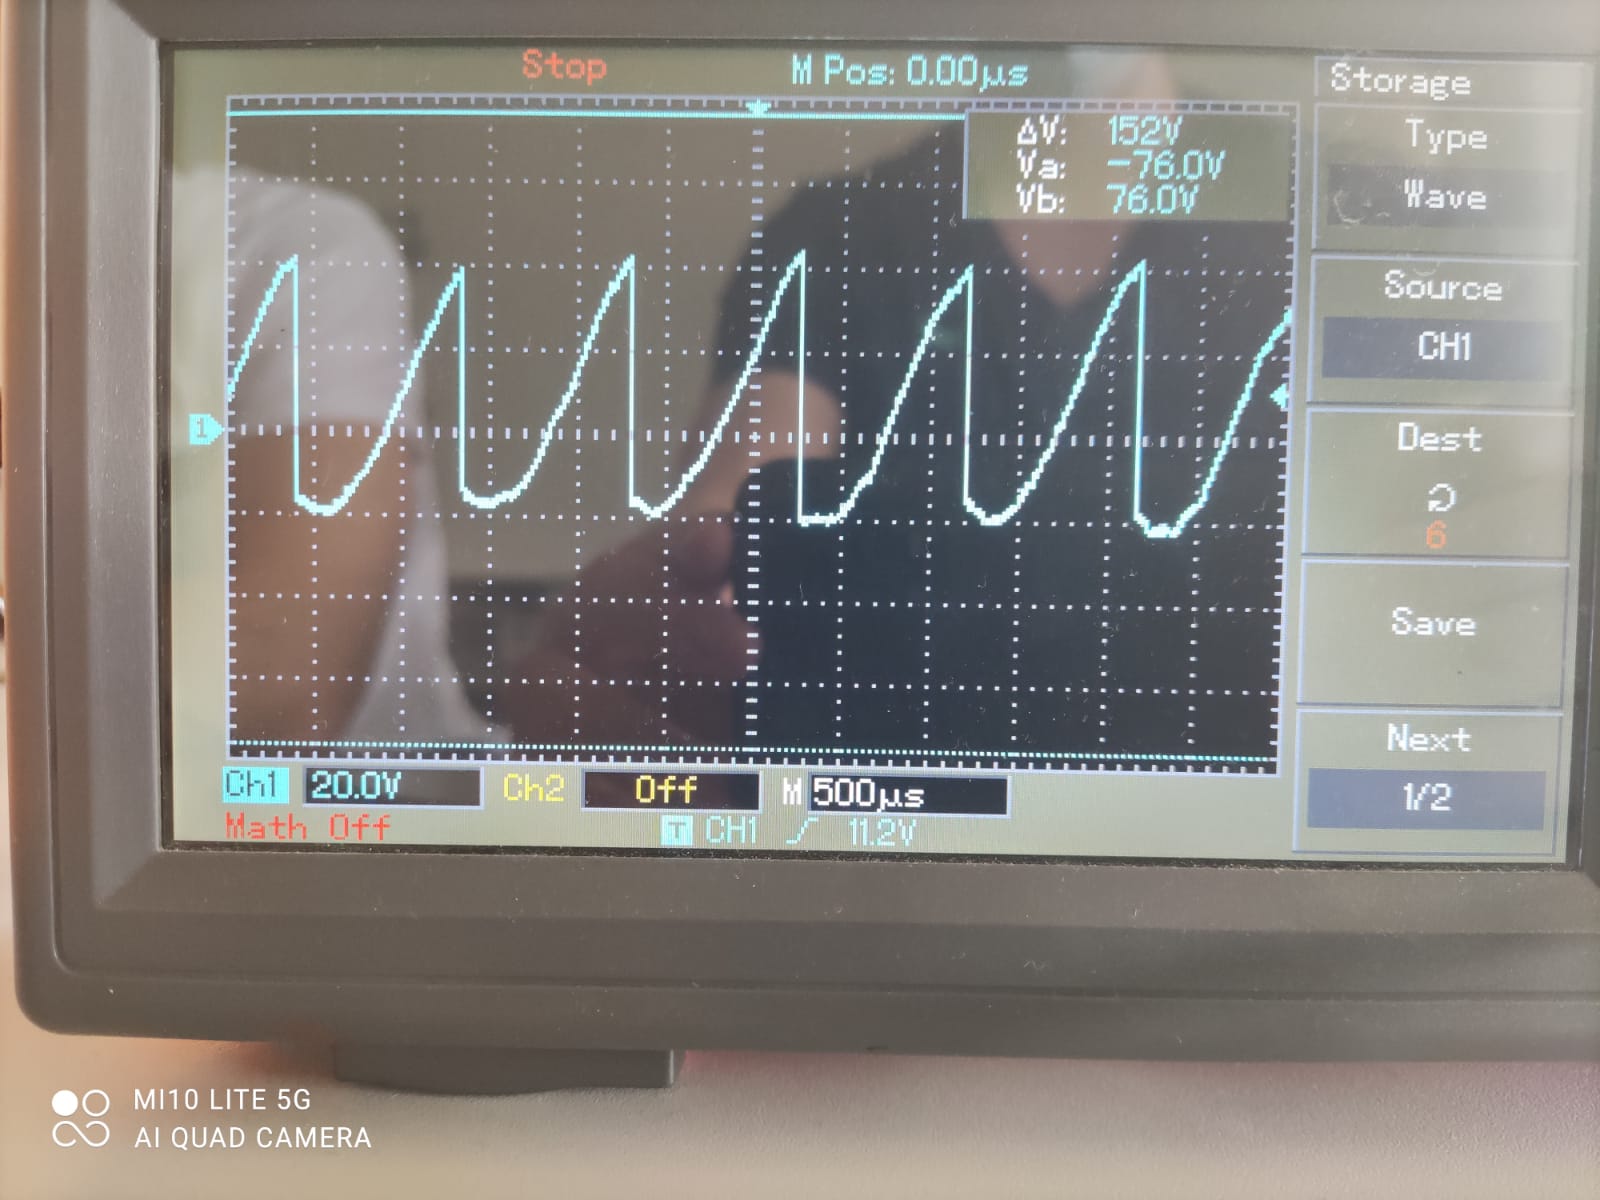 Stop
M Pos: 0.00µs
ΔV: 152V
Va: -76.0V
Vb: 76.0V
Storage
Type
Wave
Source
CH1
Dest
6
Save
Next
1/2
1
Ch1 20.0V Ch2 Off M 500µs
Math Off T CH1 11.2V
MI10 LITE 5G
AI QUAD CAMERA